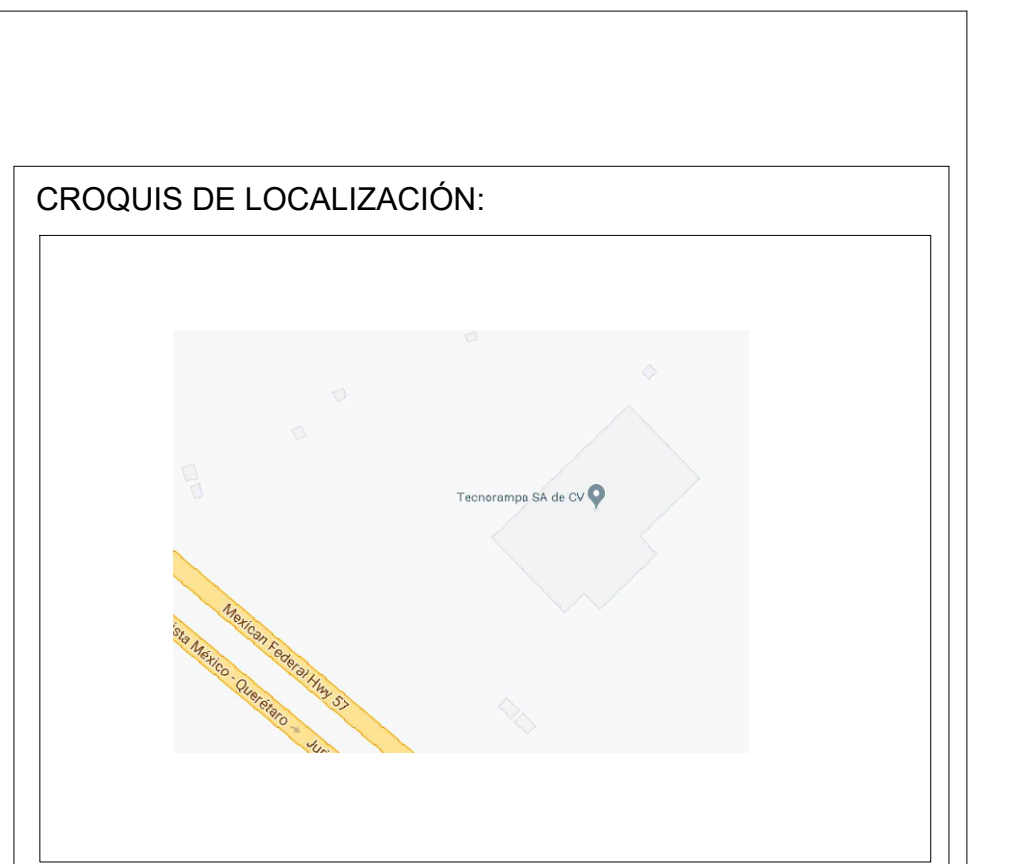 CROQUIS DE LOCALIZACIÓN:
Tecnorampa SA de CV
Mexican Federal Hwy 57
ista México - Querétaro